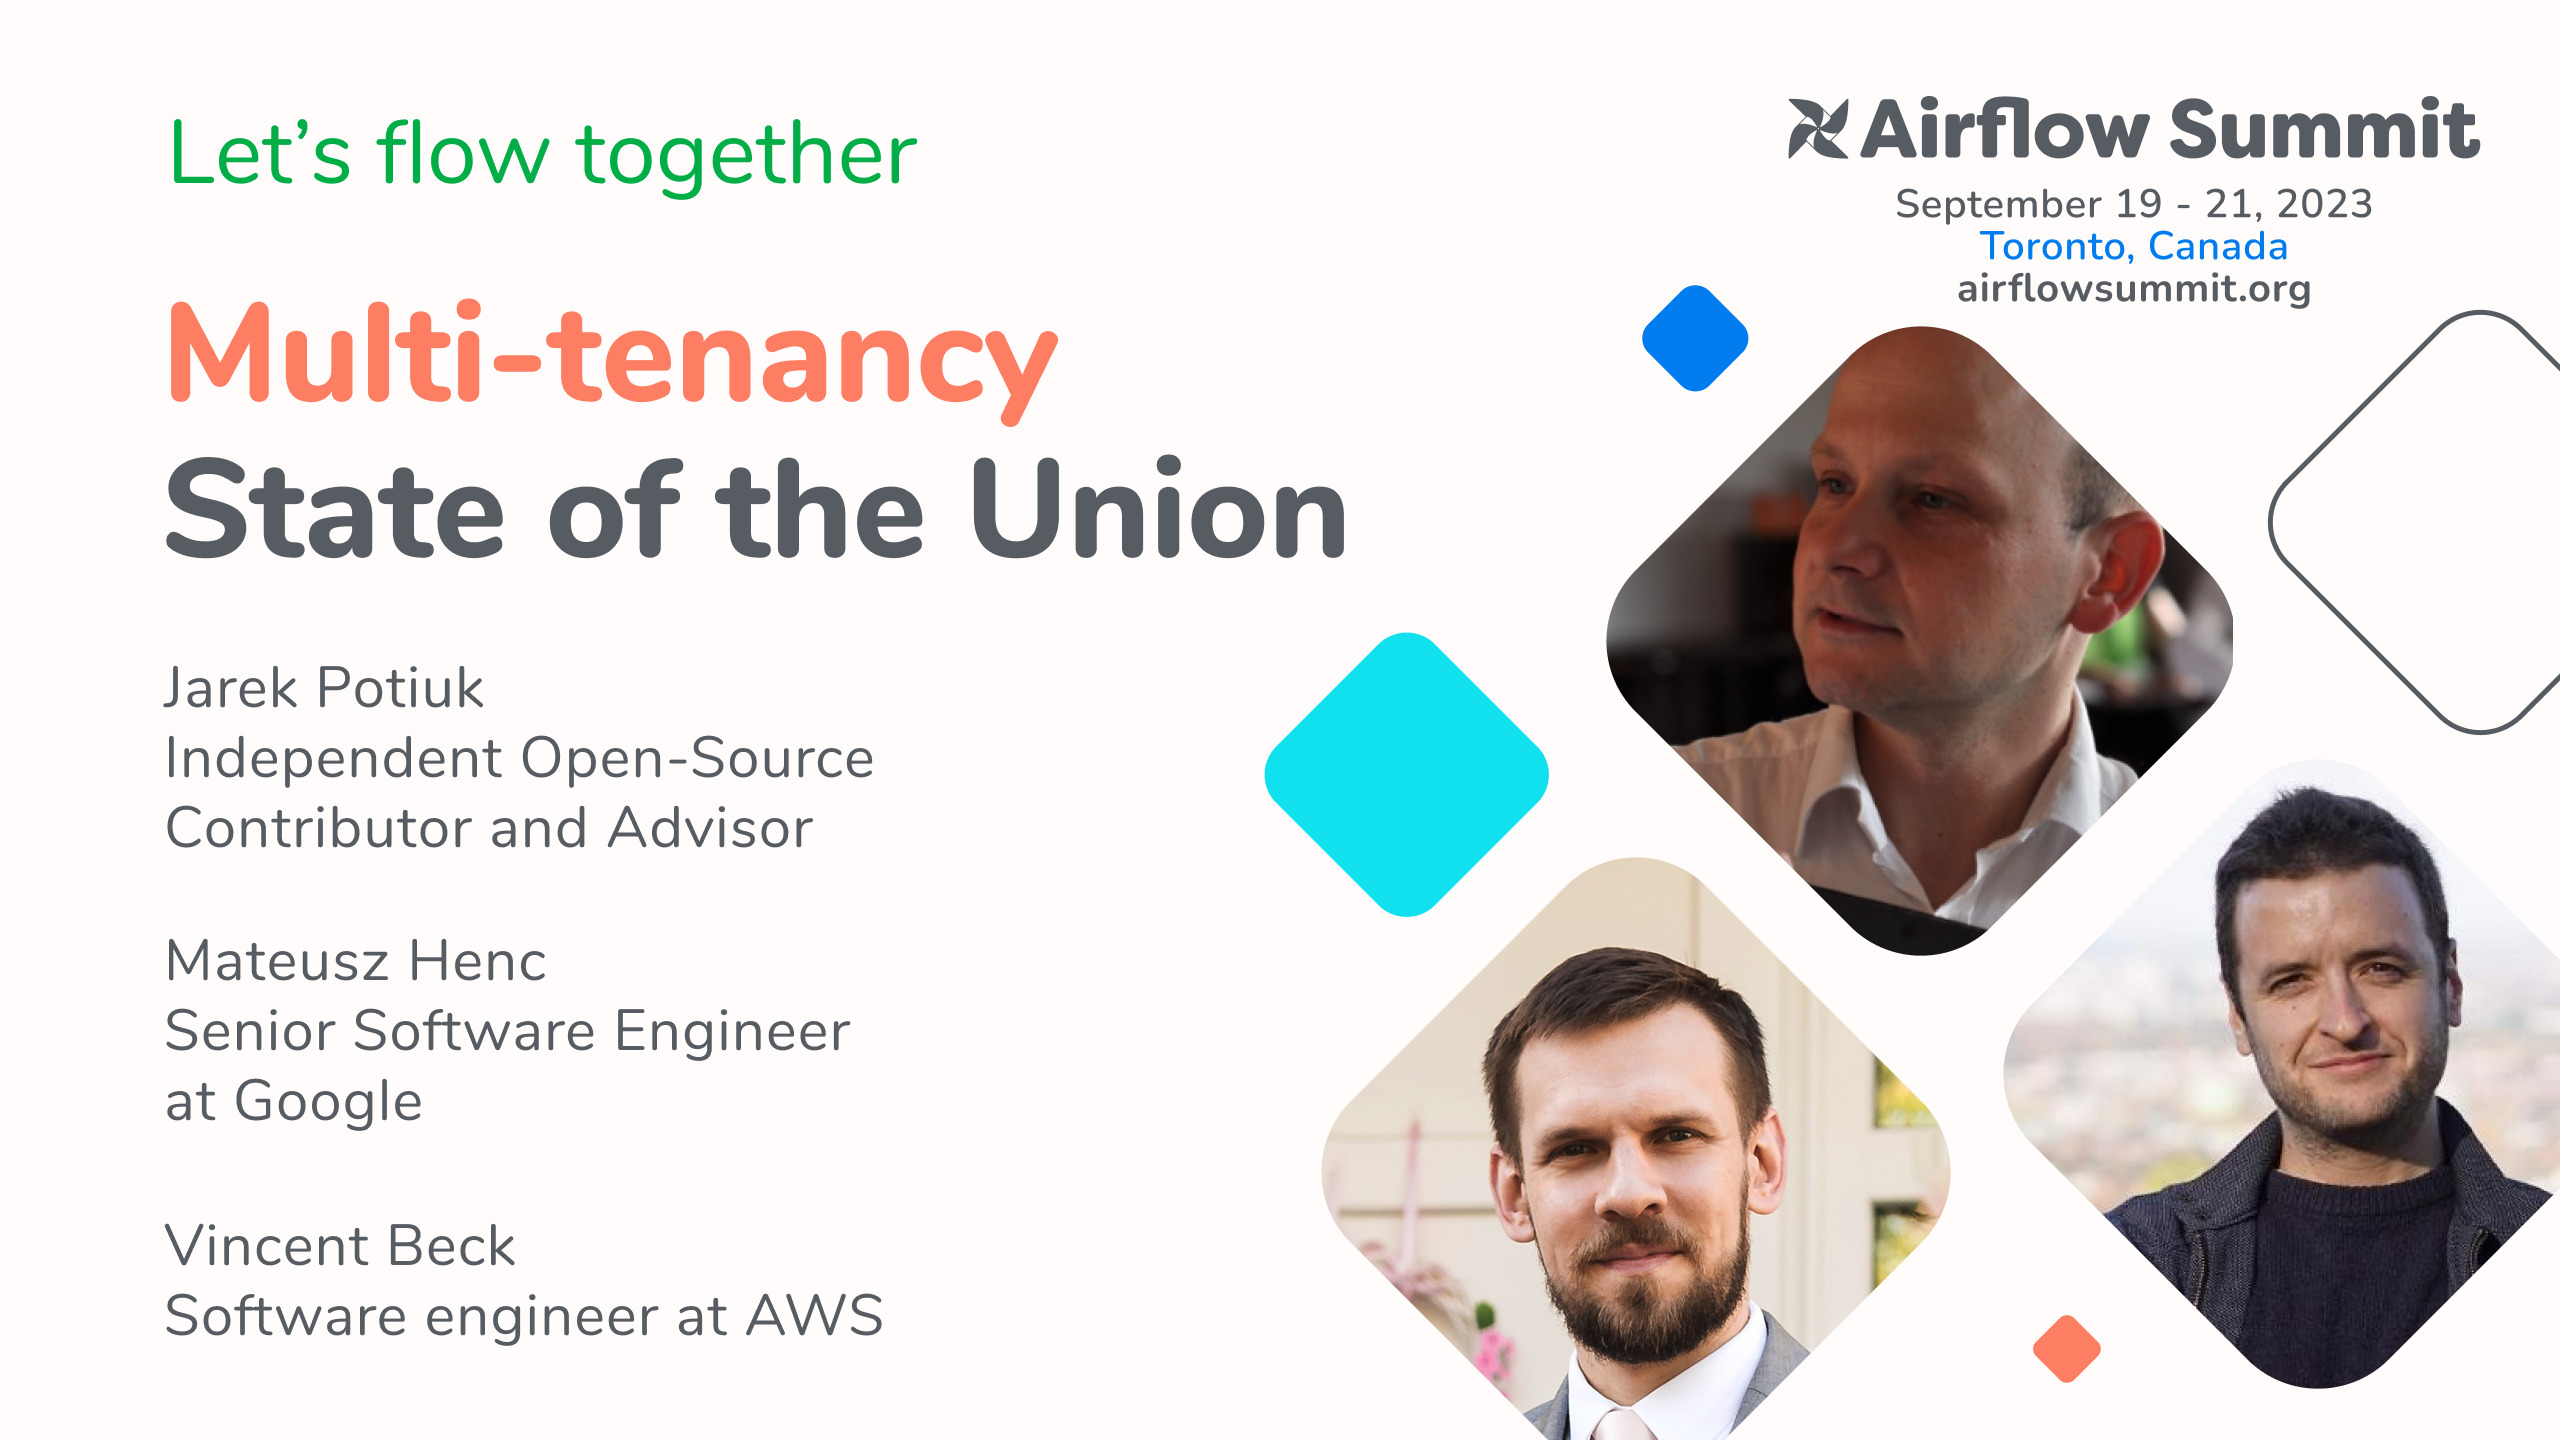 Let’s flow together
Multi-tenancy
State of the Union
Jarek Potiuk
Independent Open-Source
Contributor and Advisor
Mateusz Henc
Senior Software Engineer
at Google
Vincent Beck
Software engineer at AWS
Airflow Summit
September 19 - 21, 2023
Toronto, Canada
airflowsummit.org